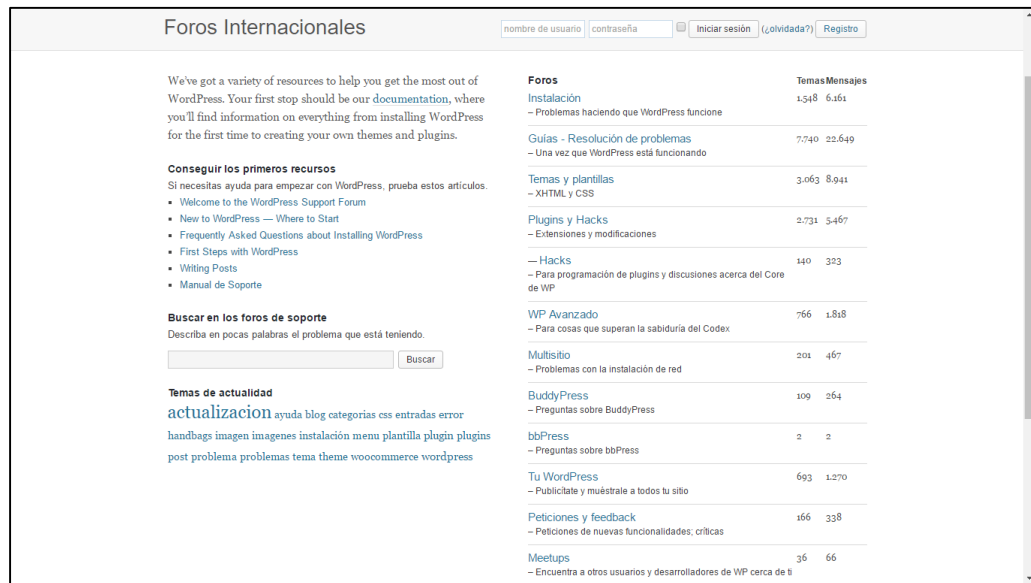 Foros Internacionales
nombre de usuario contraseña Iniciar sesión (¿olvidada?) Registro
We've got a variety of resources to help you get the most out of
WordPress. Your first stop should be our documentation, where
you'll find information on everything from installing WordPress
for the first time to creating your own themes and plugins.
Conseguir los primeros recursos
Si necesitas ayuda para empezar con WordPress, prueba estos artículos.
Welcome to the WordPress Support Forum
New to WordPress — Where to Start
Frequently Asked Questions about Installing WordPress
First Steps with WordPress
Writing Posts
Manual de Soporte
Buscar en los foros de soporte
Describa en pocas palabras el problema que está teniendo.
Buscar
Temas de actualidad
actualizacion ayuda blog categorias css entradas error
handbags imagen imagenes instalación menu plantilla plugin plugins
post problema problemas tema theme woocommerce wordpress
Foros Temas Mensajes
Instalación 1.548 6.161
– Problemas haciendo que WordPress funcione
Guías - Resolución de problemas 7.740 22.649
– Una vez que WordPress está funcionando
Temas y plantillas 3.063 8.941
– XHTML y CSS
Plugins y Hacks 2.731 5.467
– Extensiones y modificaciones
— Hacks 140 323
– Para programación de plugins y discusiones acerca del Core
de WP
WP Avanzado 766 1.818
– Para cosas que superan la sabiduría del Codex
Multisitio 201 467
– Problemas con la instalación de red
BuddyPress 109 264
– Preguntas sobre BuddyPress
bbPress 2 2
– Preguntas sobre bbPress
Tu WordPress 693 1.270
– Publicítate y muéstrale a todos tu sitio
Peticiones y feedback 166 338
– Peticiones de nuevas funcionalidades; críticas
Meetups 36 66
– Encuentra a otros usuarios y desarrolladores de WP cerca de ti